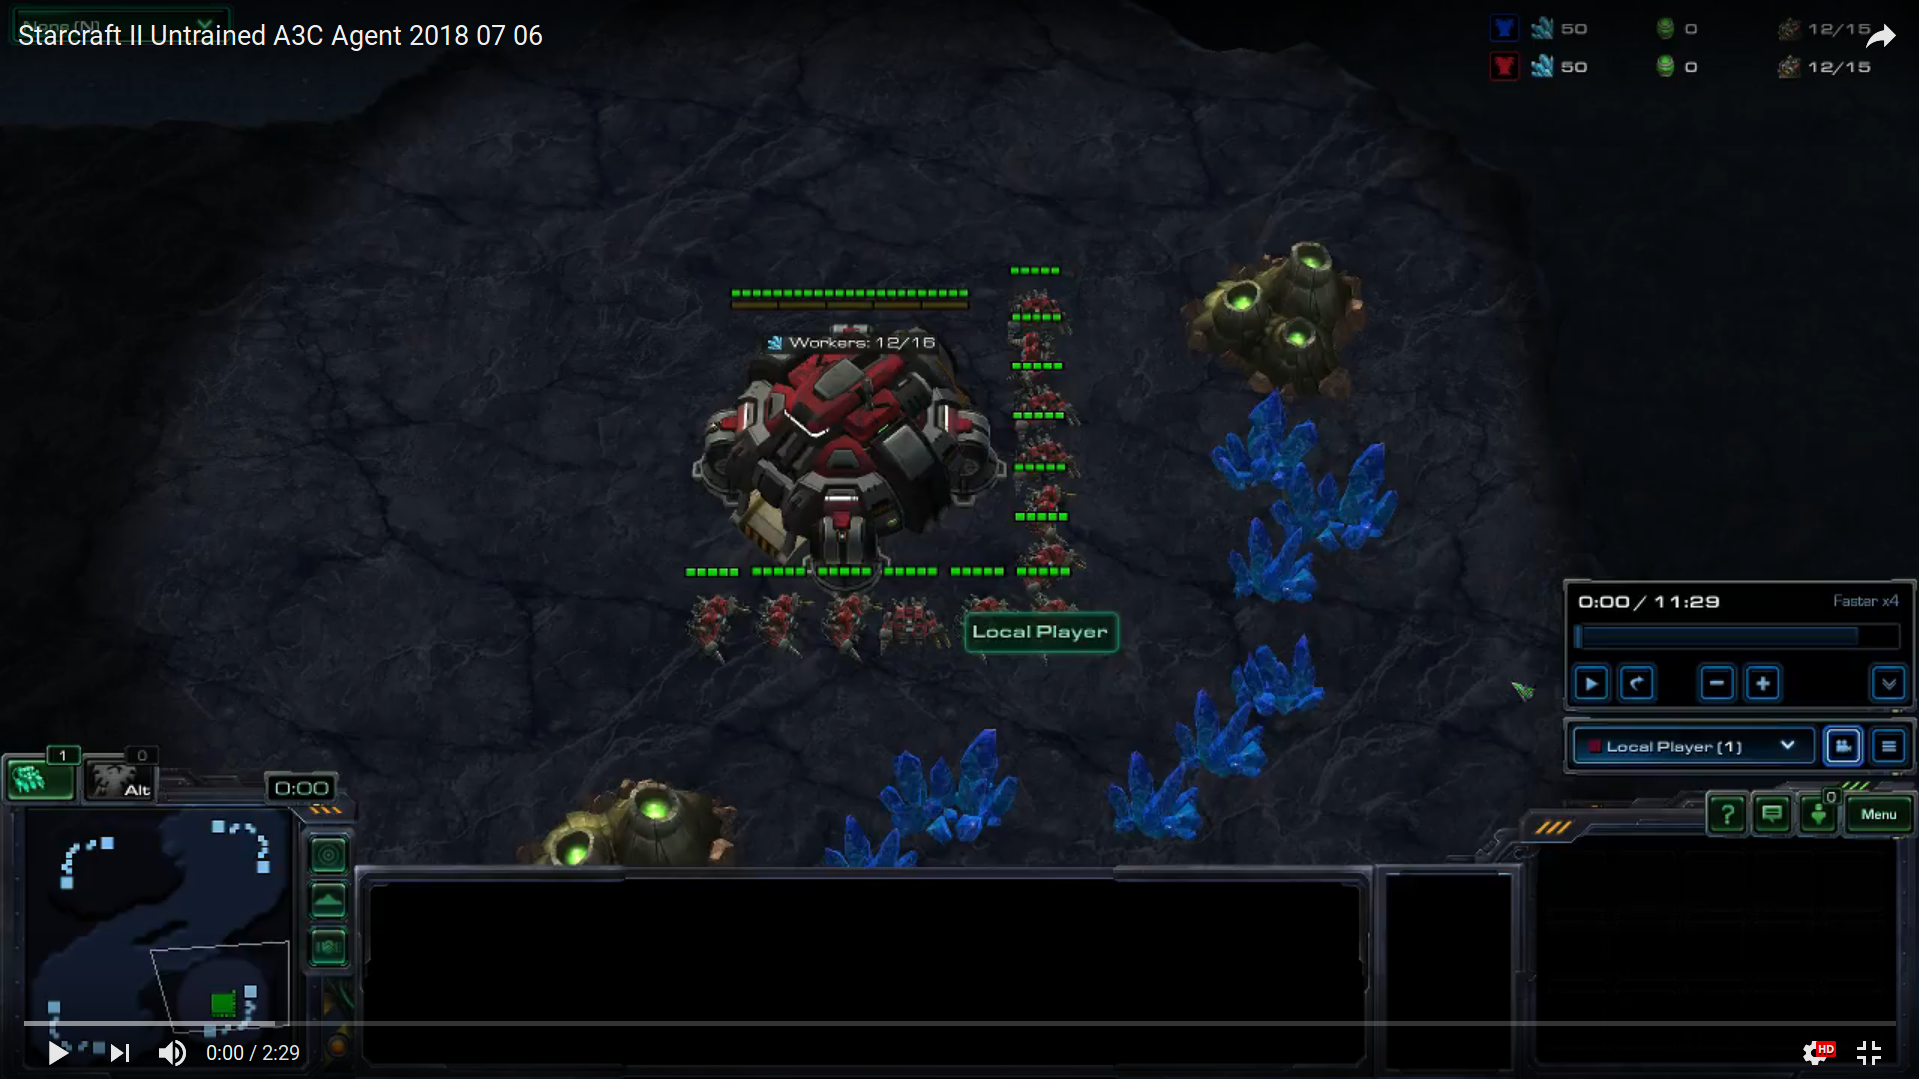 None (N)
Starcraft II Untrained A3C Agent 2018 07 06
50 0 12/15
50 0 12/15
Workers: 12/16
Local Player
0:00 / 11:29 Faster x4
Local Player (1)
1 0
Alt
0:00
0
? Menu
0:00 / 2:29
HD